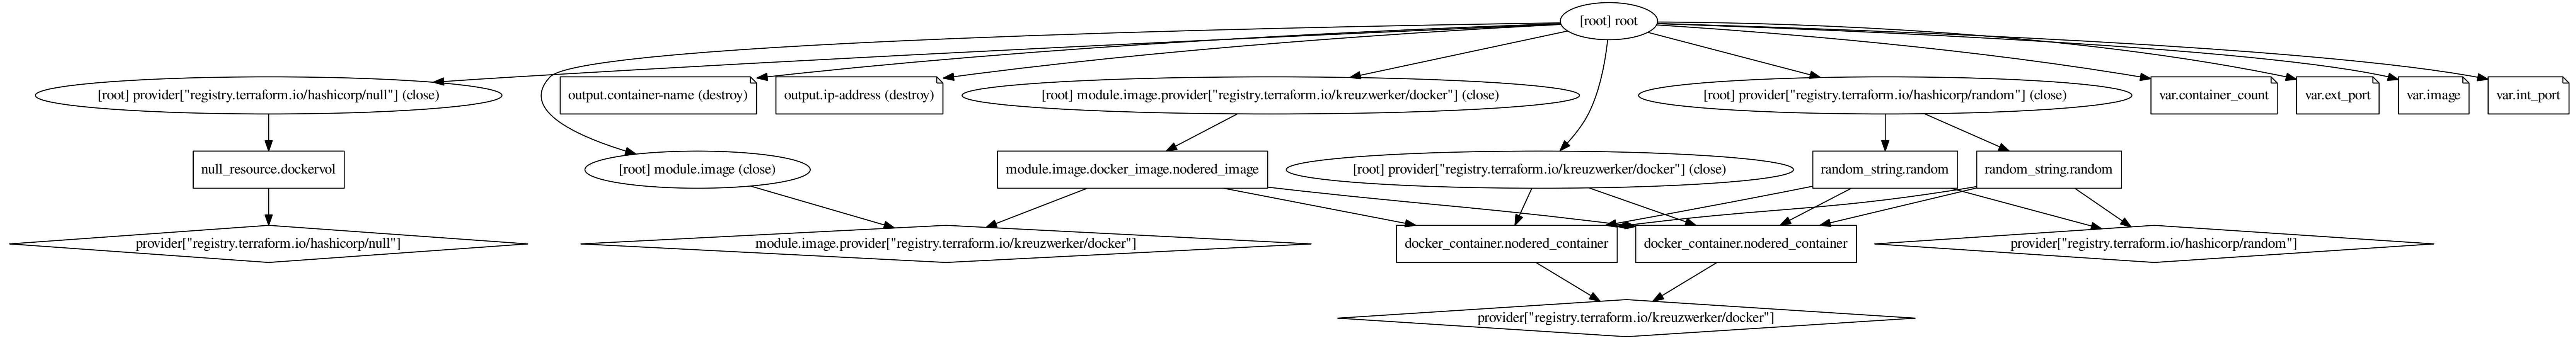 [root] root
[root] provider["registry.terraform.io/hashicorp/null"] (close)
output.container-name (destroy)
output.ip-address (destroy)
[root] module.image.provider["registry.terraform.io/kreuzwerker/docker"] (close)
[root] provider["registry.terraform.io/hashicorp/random"] (close)
var.container_count
var.ext_port
var.image
var.int_port
null_resource.dockervol
[root] module.image (close)
module.image.docker_image.nodered_image
[root] provider["registry.terraform.io/kreuzwerker/docker"] (close)
random_string.random
random_string.random
provider["registry.terraform.io/hashicorp/null"]
module.image.provider["registry.terraform.io/kreuzwerker/docker"]
docker_container.nodered_container
docker_container.nodered_container
provider["registry.terraform.io/hashicorp/random"]
provider["registry.terraform.io/kreuzwerker/docker"]